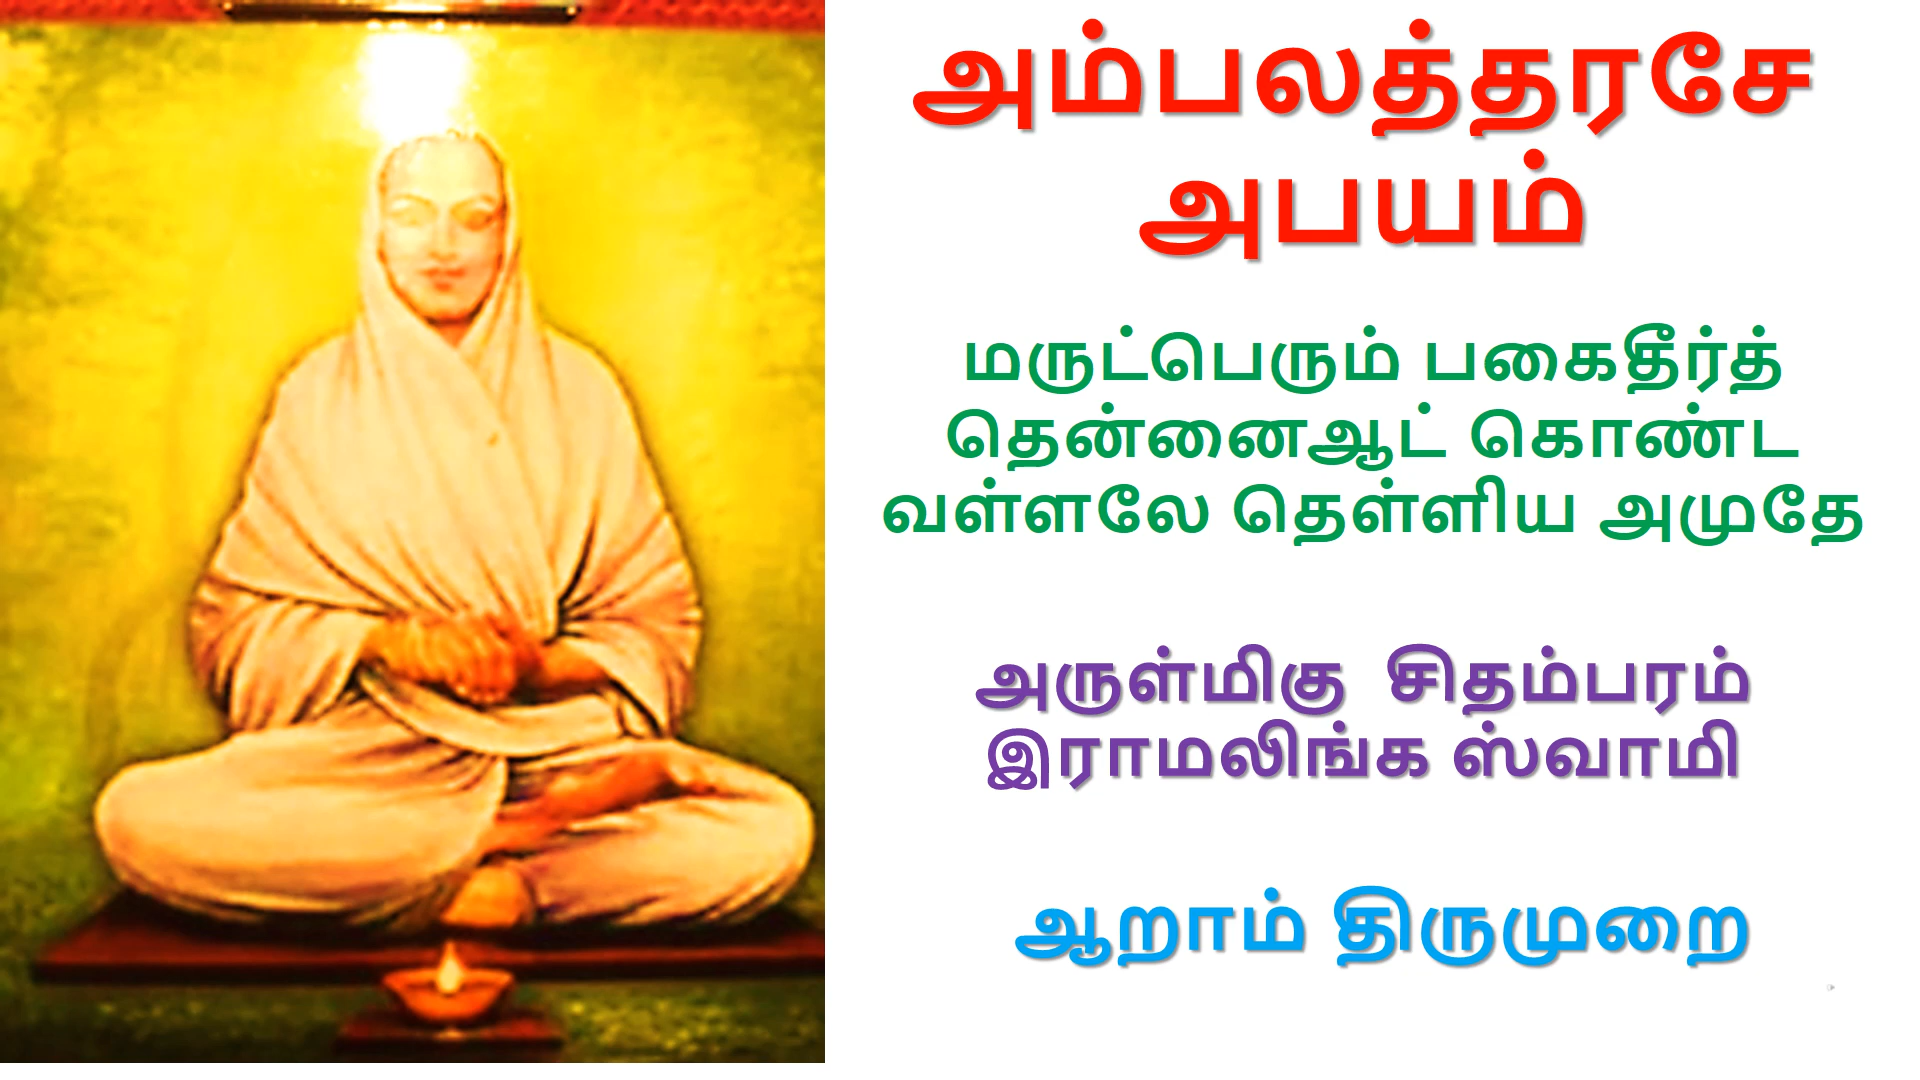 அம்பலத்தரசே
அபயம்
மருட்பெரும் பகைதீர்த்
தென்னைஆட் கொண்ட
வள்ளலே தெள்ளிய அமுதே
அருள்மிகு சிதம்பரம்
இராமலிங்க ஸ்வாமி
ஆறாம் திருமுறை